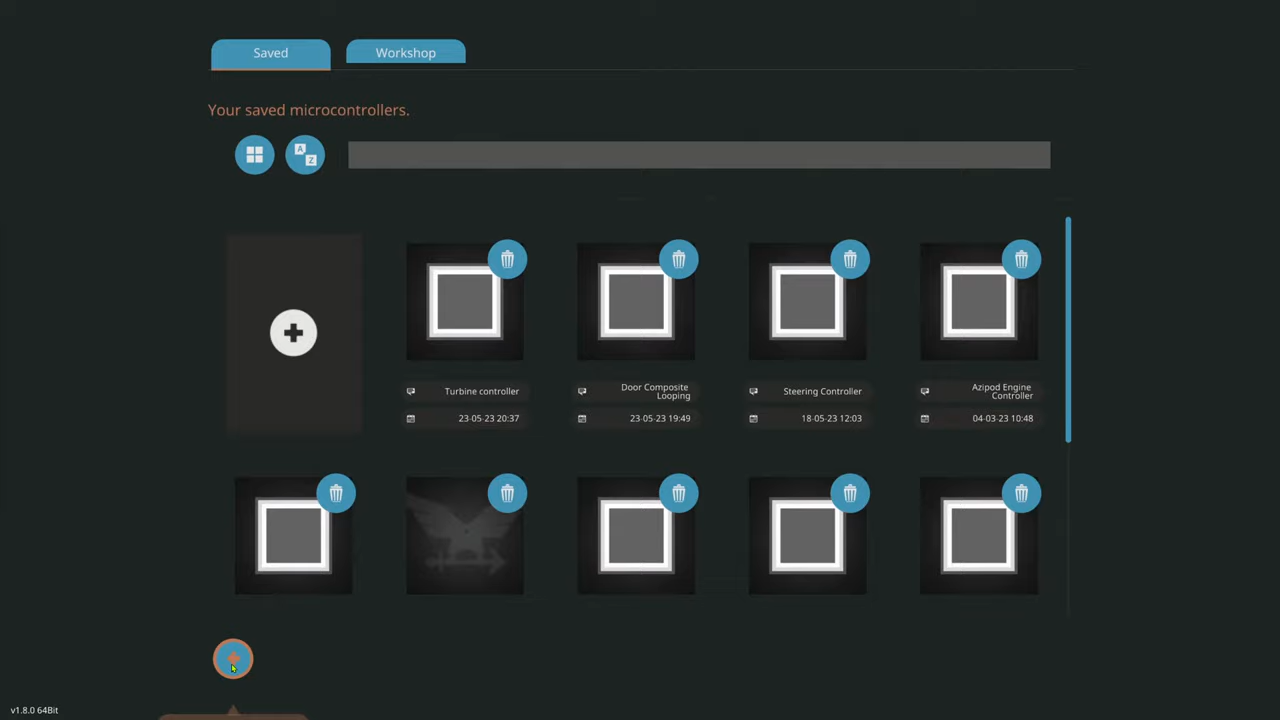 Saved
Workshop
Your saved microcontrollers.
A
Z
Turbine controller
Door Composite
Looping
Steering Controller
Azipod Engine
Controller
23-05-23 20:37
23-05-23 19:49
18-05-23 12:03
04-03-23 10:48
v1.8.0 64Bit